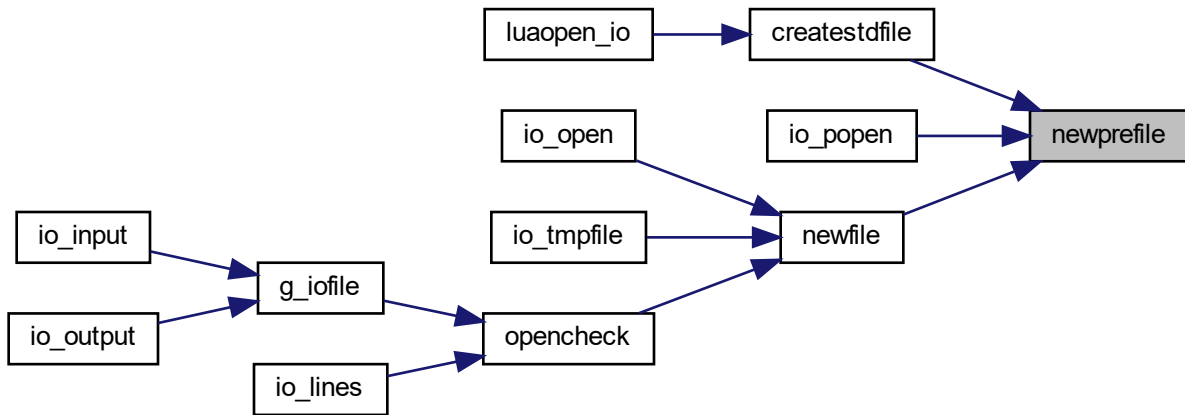 luaopen_io
createstdfile
io_open
io_popen
newprefile
io_input
io_tmpfile
newfile
g_iofile
io_output
opencheck
io_lines